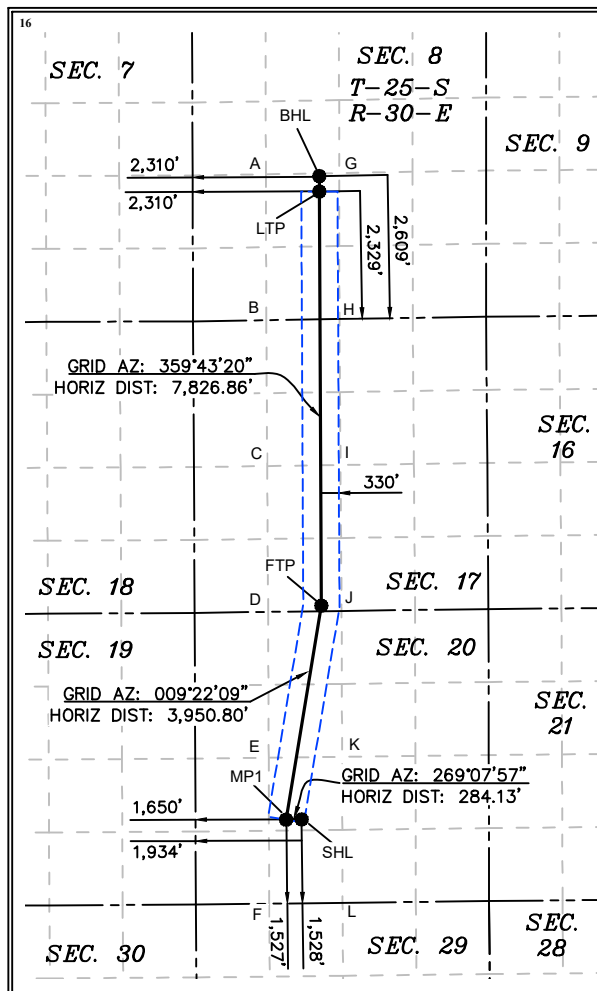 16
SEC. 7
SEC. 8
T-25-S
R-30-E
BHL
SEC. 9
2,310'
A
G
2,310'
LTP
2,329'
2,609'
B
H
GRID AZ: 359°43'20"
HORIZ DIST: 7,826.86'
SEC.
16
C
I
330'
FTP
SEC. 18
SEC. 17
D
J
SEC. 19
SEC. 20
GRID AZ: 009°22'09"
HORIZ DIST: 3,950.80'
SEC.
21
E
K
MP1
GRID AZ: 269°07'57"
HORIZ DIST: 284.13'
1,650'
1,934'
SHL
F
L
1,527'
1,528'
SEC. 30
SEC. 29
SEC.
28